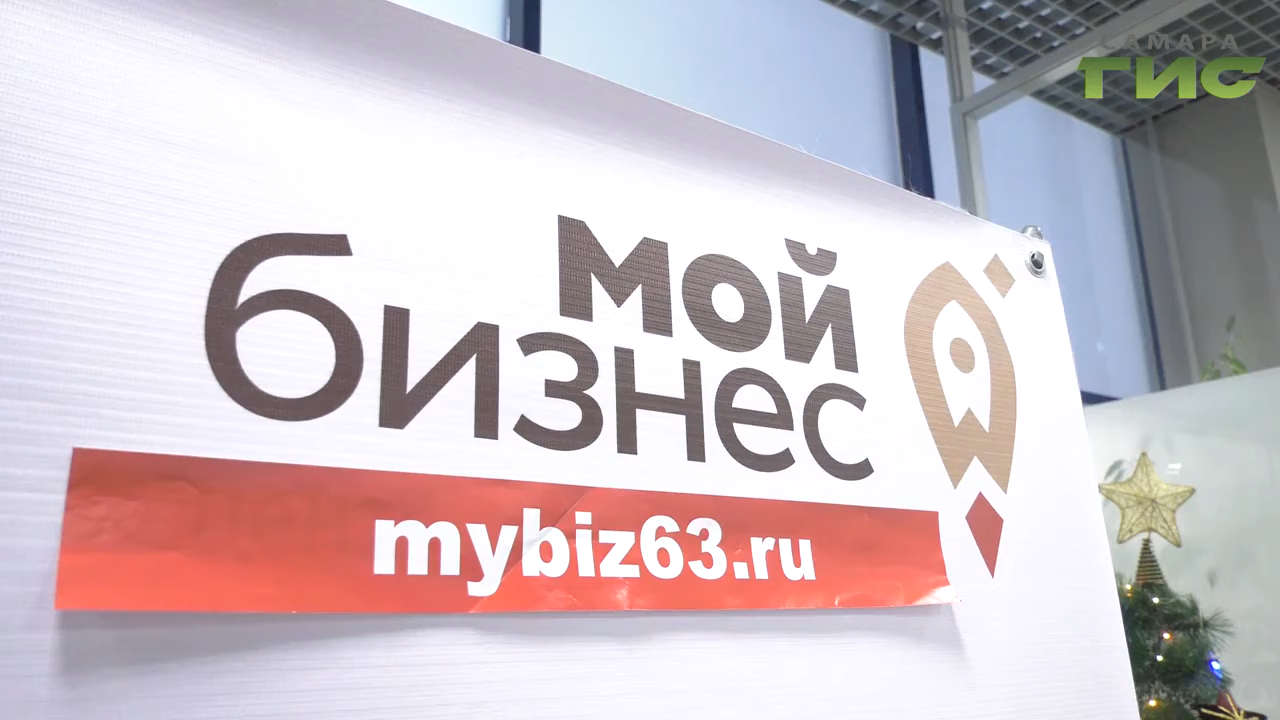 САМАРА
ГИС
мой
бизнес
mybiz63.ru